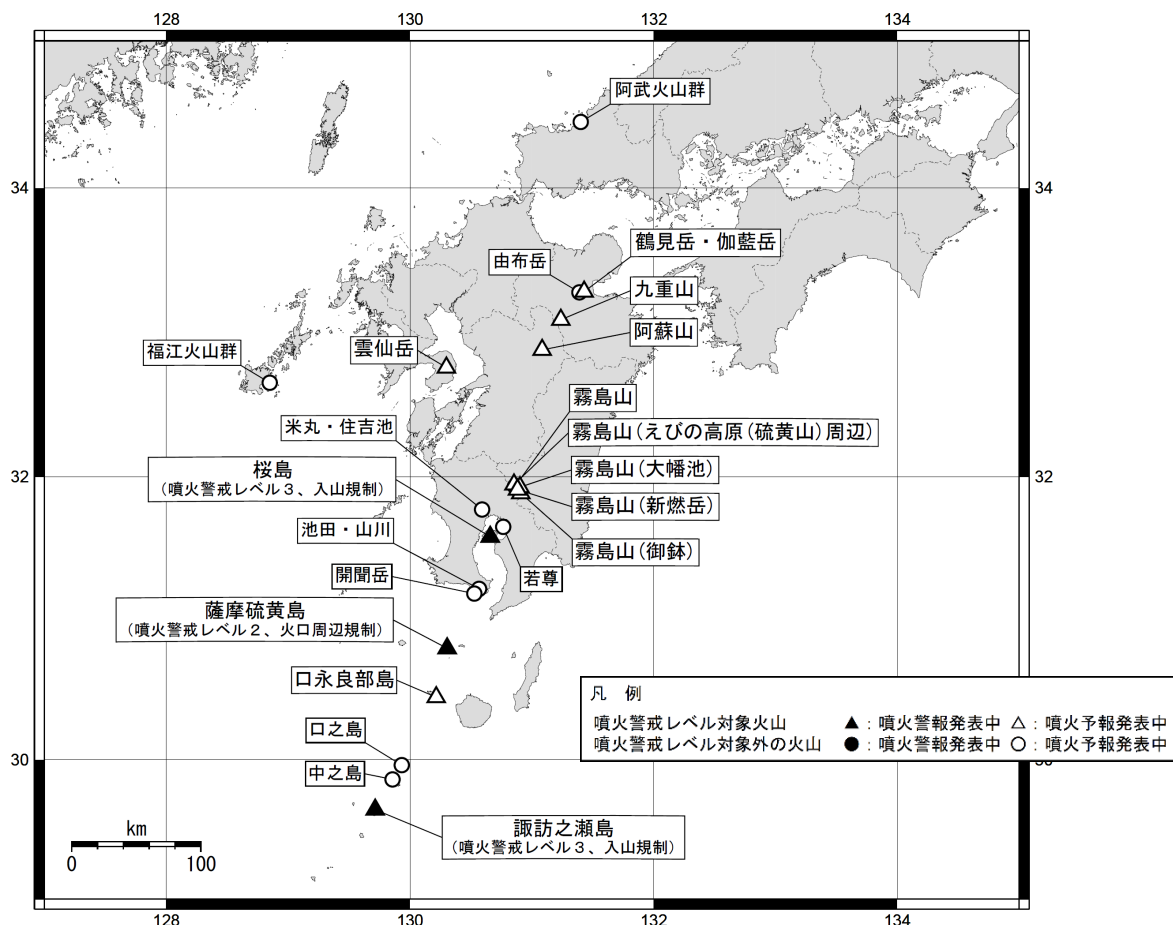 128
130
132
134
阿武火山群
34
34
鶴見岳・伽藍岳
由布岳
九重山
阿蘇山
雲仙岳
福江火山群
霧島山
米丸・住吉池
霧島山(えびの高原(硫黄山)周辺)
桜島
(噴火警戒レベル3、入山規制)
霧島山(大幡池)
32
32
霧島山(新燃岳)
池田・山川
霧島山(御鉢)
開聞岳
若尊
薩摩硫黄島
(噴火警戒レベル2、火口周辺規制)
口永良部島
凡 例
噴火警戒レベル対象火山 ▲:噴火警報発表中 △:噴火予報発表中
噴火警戒レベル対象外の火山 ●:噴火警報発表中 ○:噴火予報発表中
口之島
30
30
中之島
諏訪之瀬島
(噴火警戒レベル3、入山規制)
km
0
100
128
130
132
134